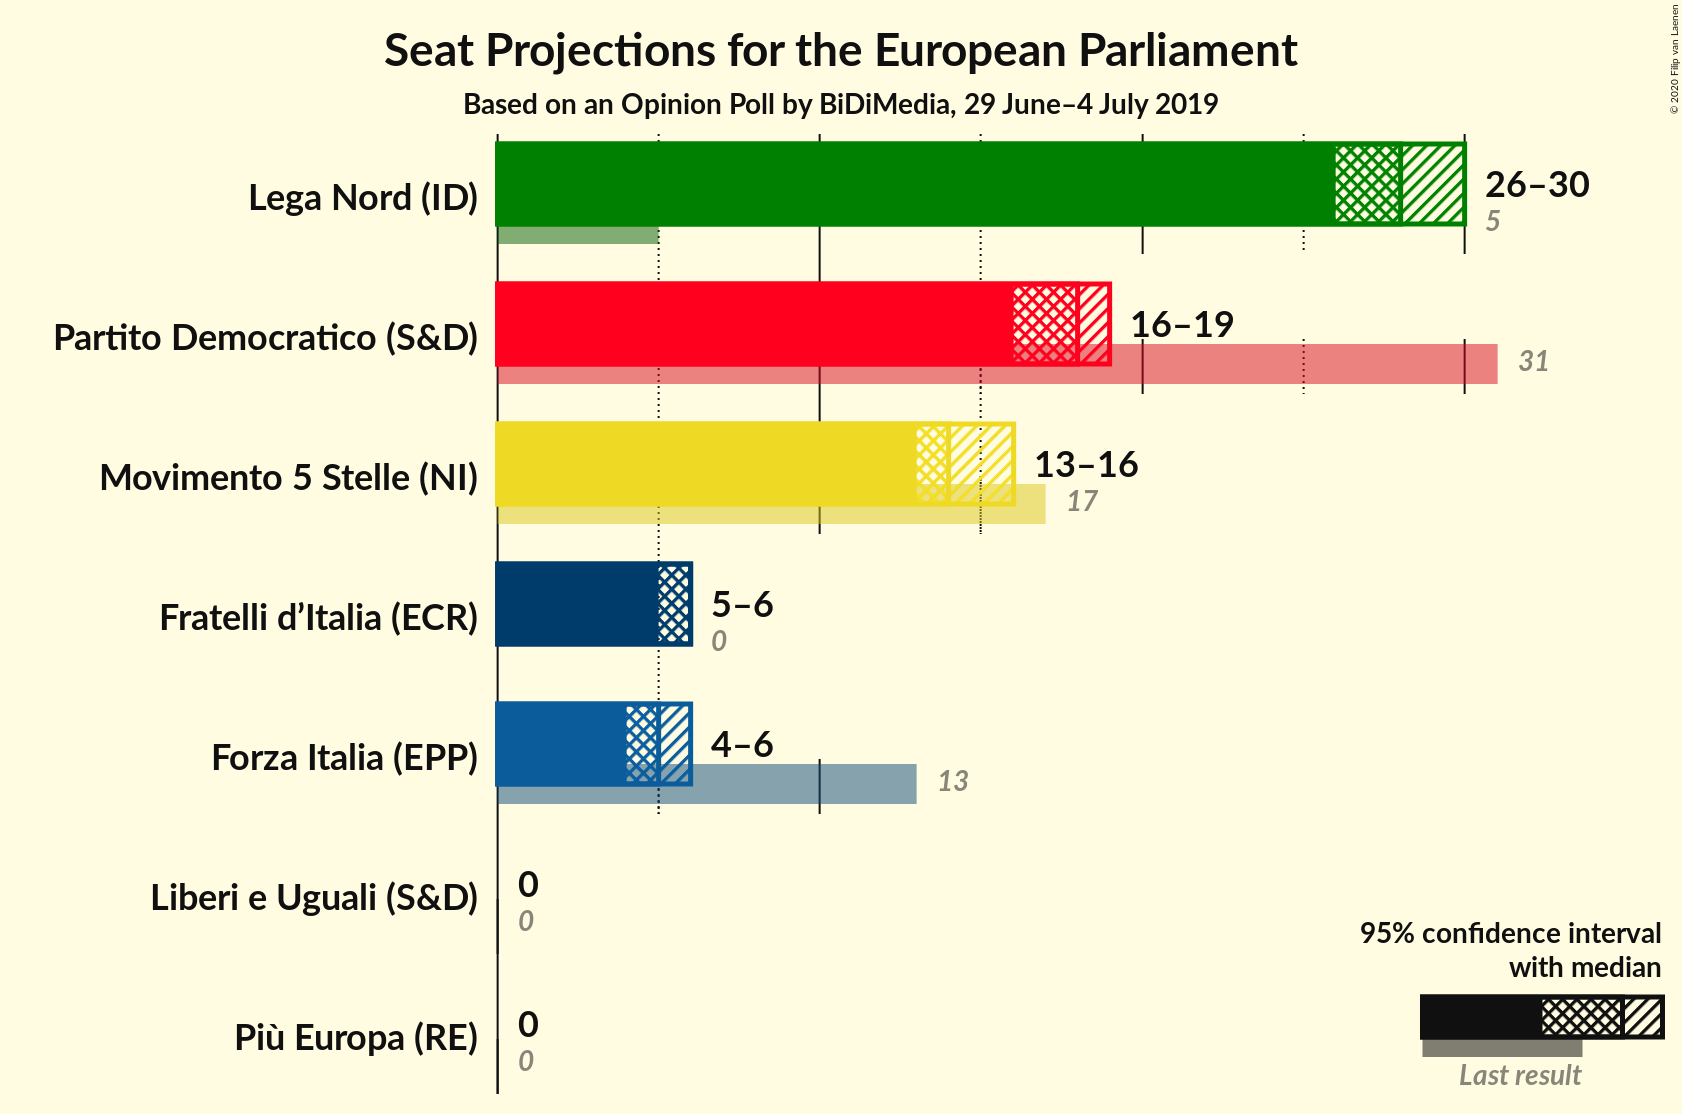 Seat Projections for the European Parliament
Based on an Opinion Poll by BiDiMedia, 29 June–4 July 2019
© 2020 Filip van Laenen
Lega Nord (ID)
26–30
5
Partito Democratico (S&D)
16–19
31
Movimento 5 Stelle (NI)
13–16
17
Fratelli d’Italia (ECR)
5–6
0
Forza Italia (EPP)
4–6
13
Liberi e Uguali (S&D)
0
0
Più Europa (RE)
0
0
95% confidence interval
with median
Last result